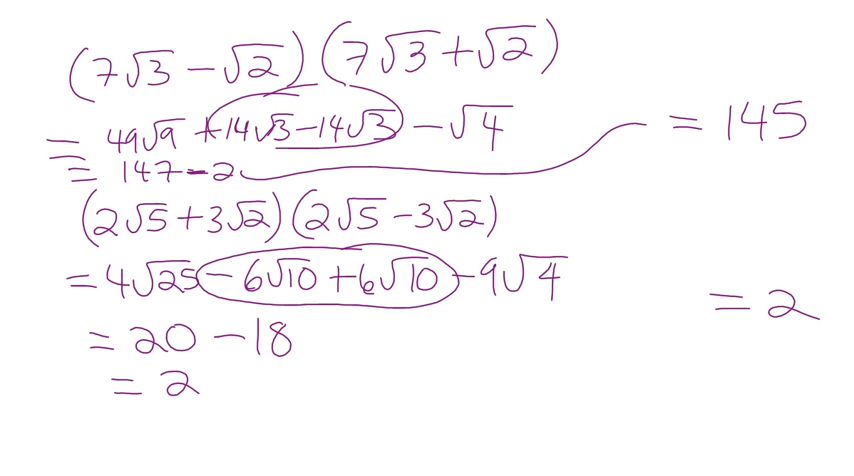 (7√3 − √2) (7√3 + √2)
= 49√9 + 14√3 − 14√3 − √4 = 145
= 147 − 2
(2√5 + 3√2) (2√5 − 3√2)
= 4√25 − 6√10 + 6√10 − 9√4
= 2
= 20 − 18
= 2